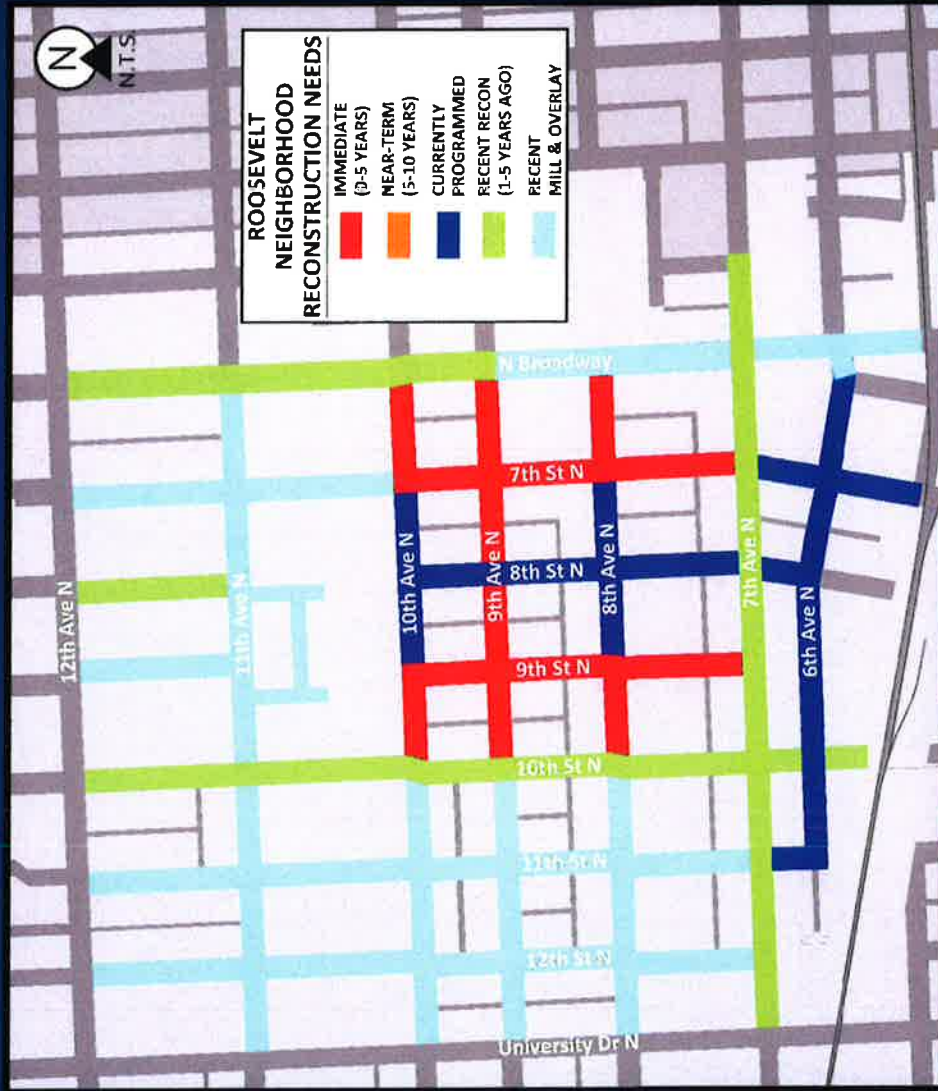 N
N.T.S.
ROOSEVELT
NEIGHBORHOOD
RECONSTRUCTION NEEDS
IMMEDIATE
(0-5 YEARS)
NEAR-TERM
(5-10 YEARS)
CURRENTLY
PROGRAMMED
RECENT RECON
(1-5 YEARS AGO)
RECENT
MILL & OVERLAY
12th Ave N
11th Ave N
10th Ave N
9th Ave N
8th Ave N
7th Ave N
6th Ave N
N Broadway
7th St N
8th St N
9th St N
10th St N
11th St N
12th St N
University Dr N